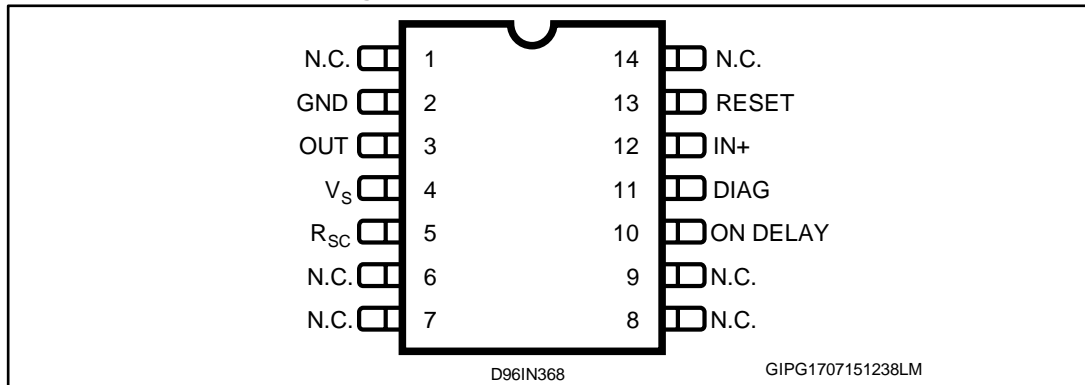 N.C. 1 14 N.C.
GND 2 13 RESET
OUT 3 12 IN+
VS 4 11 DIAG
RSC 5 10 ON DELAY
N.C. 6 9 N.C.
N.C. 7 8 N.C.
D96IN368
GIPG1707151238LM